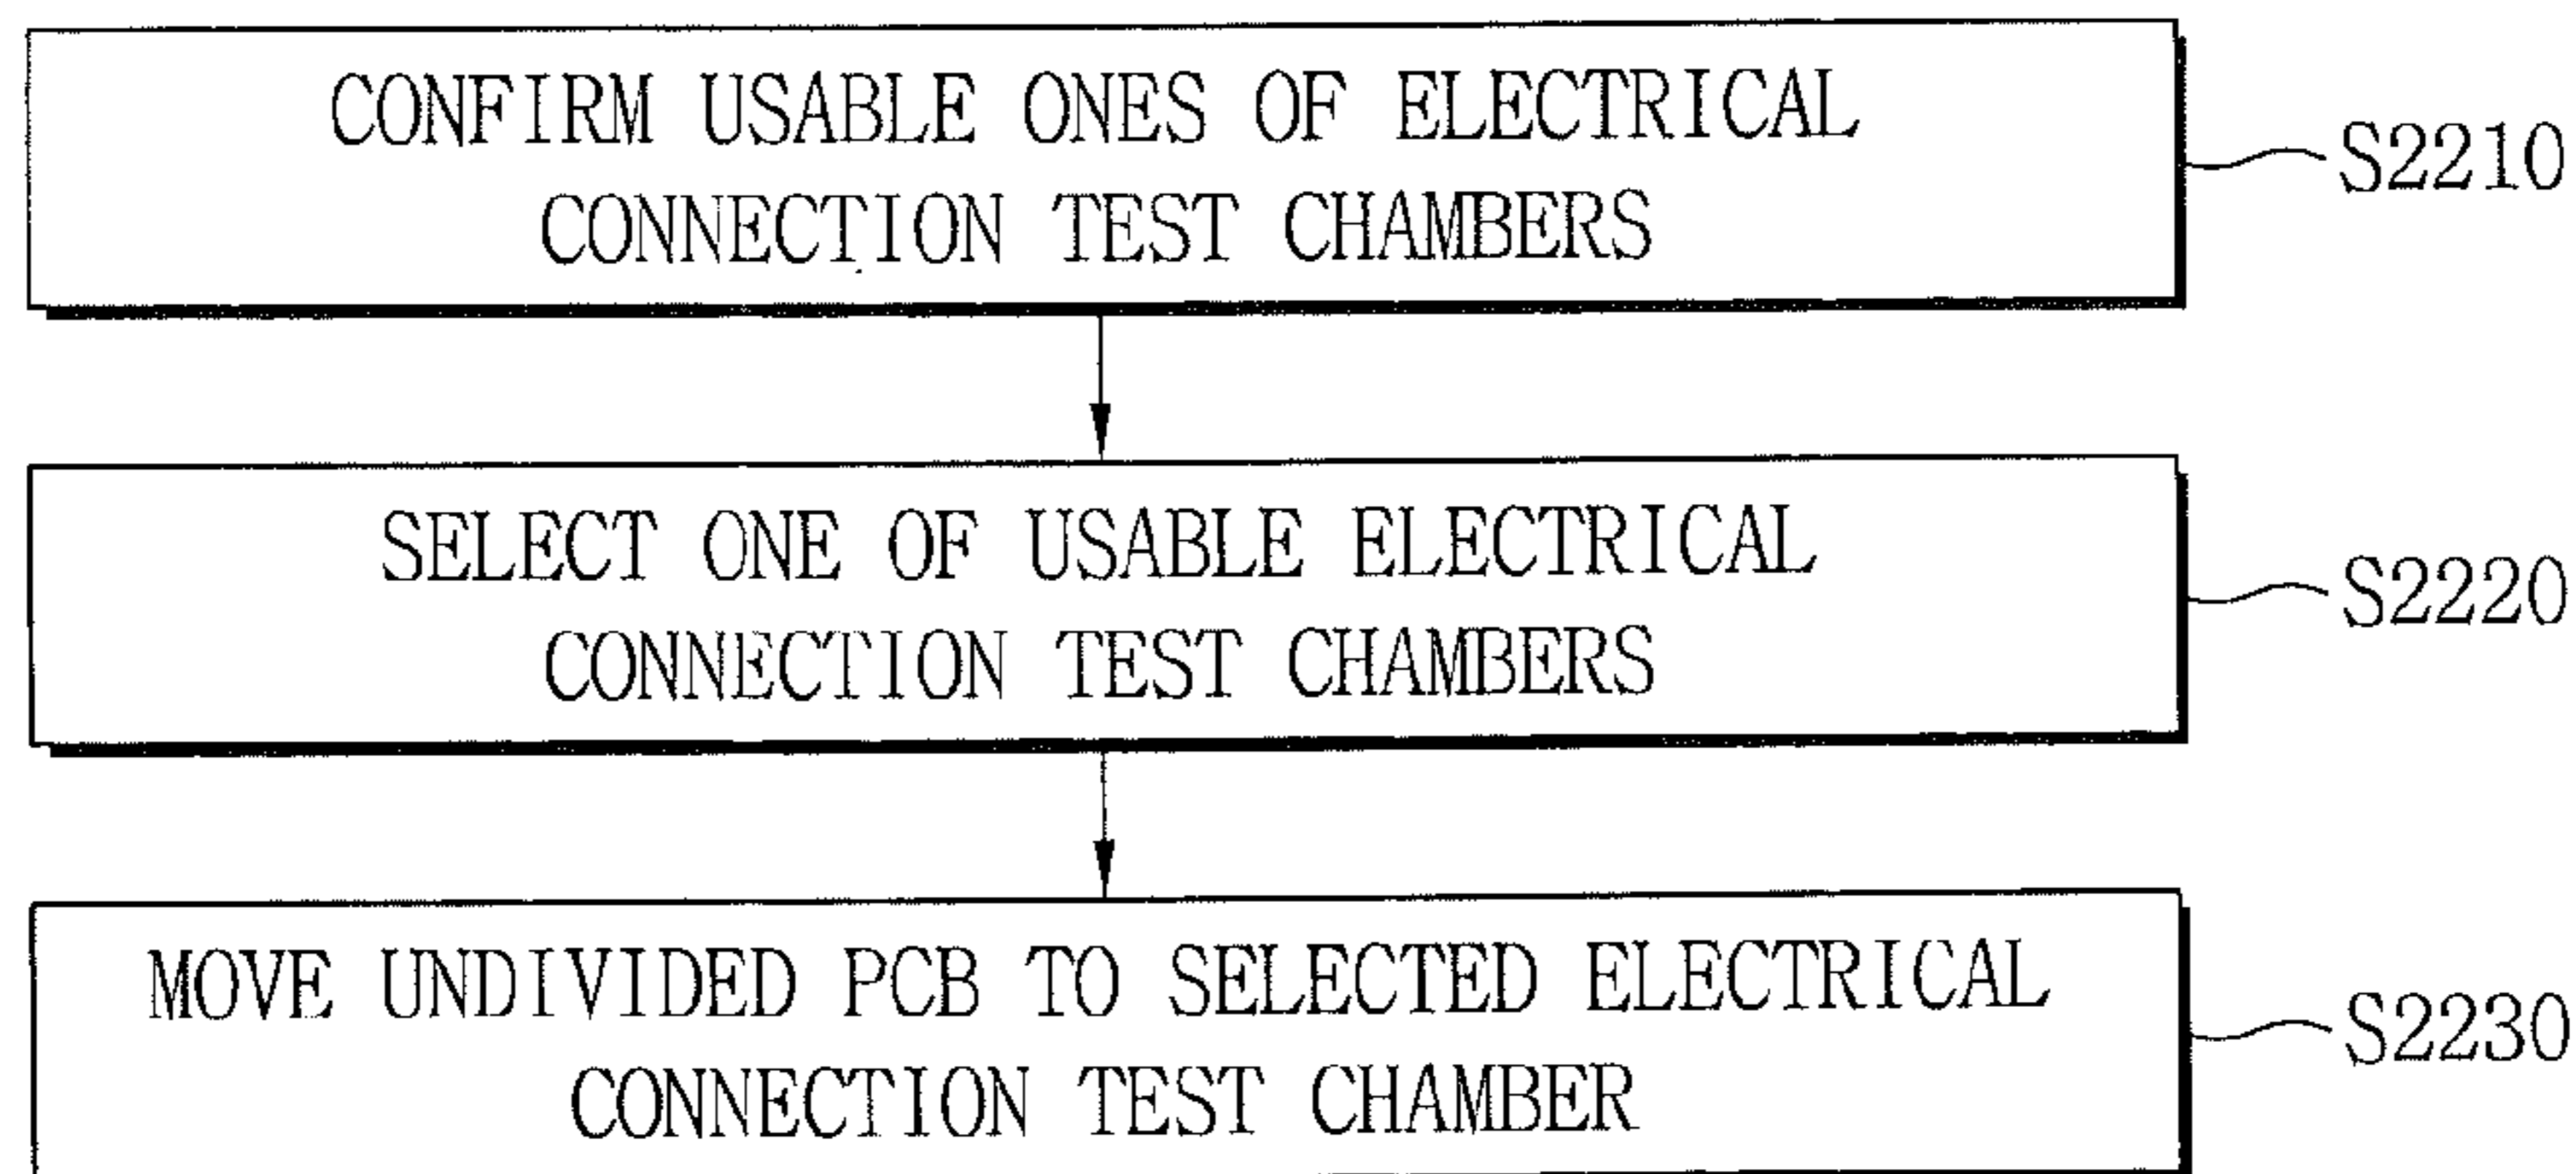 CONFIRM USABLE ONES OF ELECTRICAL
CONNECTION TEST CHAMBERS
S2210
SELECT ONE OF USABLE ELECTRICAL
CONNECTION TEST CHAMBERS
S2220
MOVE UNDIVIDED PCB TO SELECTED ELECTRICAL
CONNECTION TEST CHAMBER
S2230